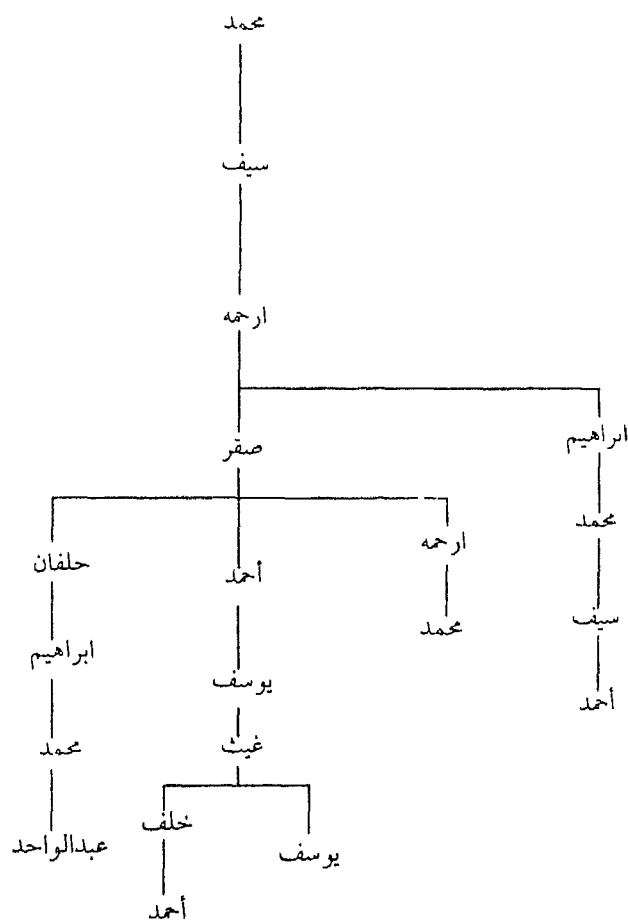 محمد
سيف
ارحمه
ابراهيم
صقر
محمد
ارحمه
أحمد
حلفان
سيف
محمد
ابراهيم
يوسف
أحمد
غيث
محمد
خلف
عبدالواحد
يوسف
أحمد